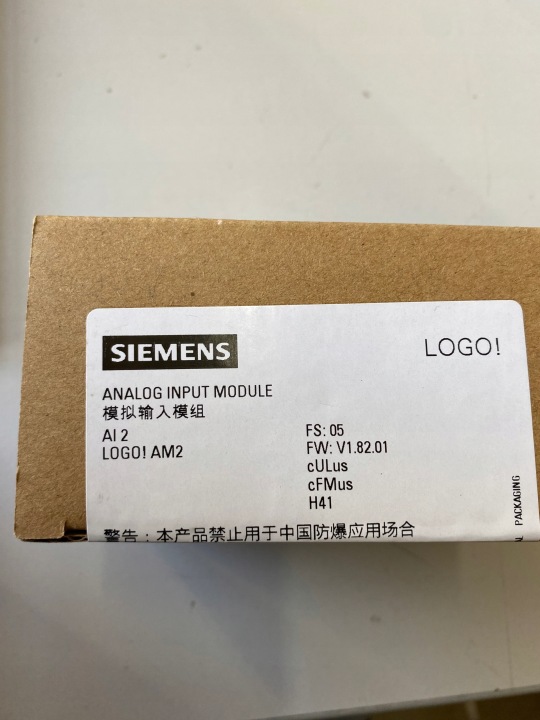 SIEMENS
LOGO!
ANALOG INPUT MODULE
模拟输入模组
AI 2
LOGO! AM2
FS: 05
FW: V1.82.01
cULus
cFMus
H41
警告：本产品禁止用于中国防爆应用场合
PACKAGING